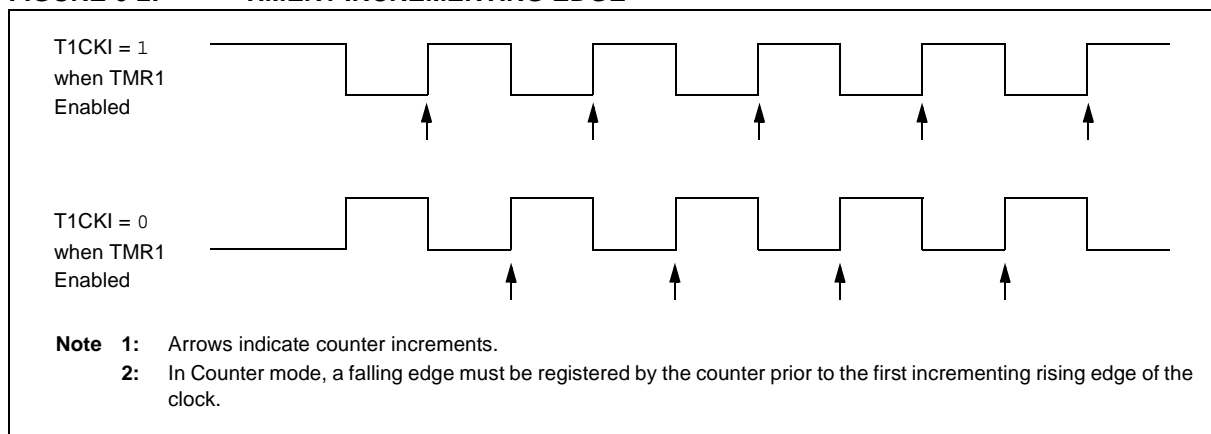 T1CKI = 1
when TMR1
Enabled
T1CKI = 0
when TMR1
Enabled
Note 1: Arrows indicate counter increments.
2: In Counter mode, a falling edge must be registered by the counter prior to the first incrementing rising edge of the
clock.